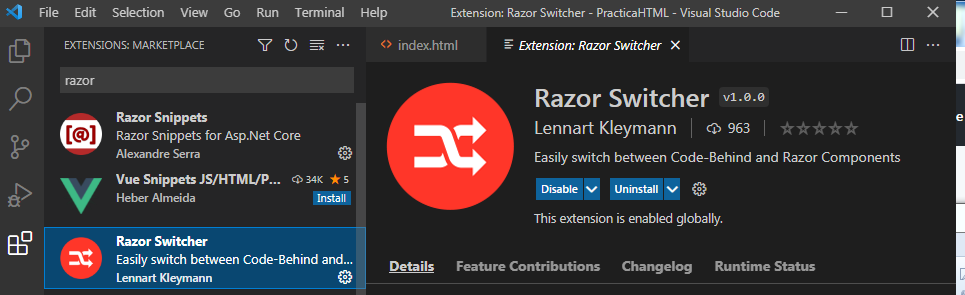 File Edit Selection View Go Run Terminal Help Extension: Razor Switcher - PracticaHTML - Visual Studio Code
EXTENSIONS: MARKETPLACE
index.html
Extension: Razor Switcher
razor
Razor Snippets
Razor Snippets for Asp.Net Core
Alexandre Serra
Vue Snippets JS/HTML/P... 34K 5
Heber Almeida Install
Razor Switcher
Easily switch between Code-Behind and...
Lennart Kleymann
[@]
Razor Switcher v1.0.0
Lennart Kleymann 963
Easily switch between Code-Behind and Razor Components
Disable Uninstall
This extension is enabled globally.
Details Feature Contributions Changelog Runtime Status
e